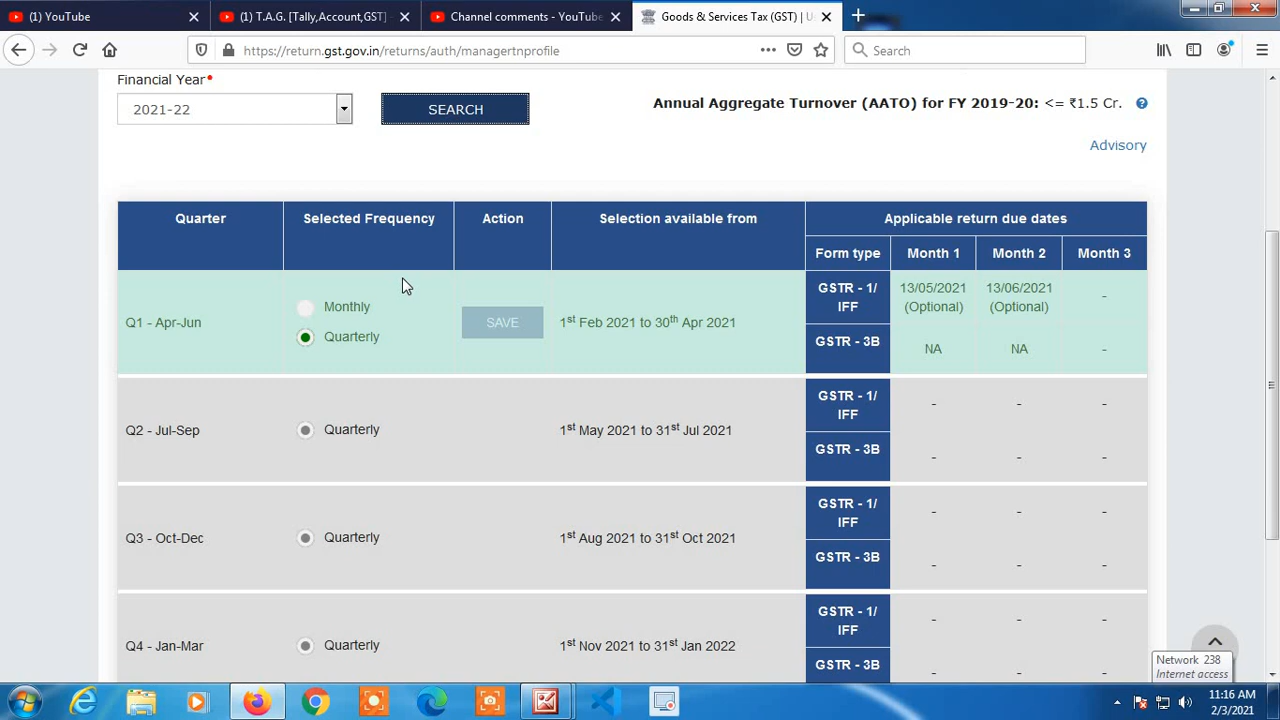 (1) YouTube
(1) T.A.G. [Tally,Account,GST]
Channel comments - YouTube
Goods & Services Tax (GST) | U
https://return.gst.gov.in/returns/auth/managertnprofile
Search
Financial Year•
2021-22
SEARCH
Annual Aggregate Turnover (AATO) for FY 2019-20: <= ₹1.5 Cr.
Advisory
Quarter
Selected Frequency
Action
Selection available from
Applicable return due dates
Form type
Month 1
Month 2
Month 3
Q1 - Apr-Jun
Monthly
Quarterly
SAVE
1st Feb 2021 to 30th Apr 2021
GSTR - 1/
IFF
13/05/2021
(Optional)
13/06/2021
(Optional)
-
GSTR - 3B
NA
NA
-
Q2 - Jul-Sep
Quarterly
1st May 2021 to 31st Jul 2021
GSTR - 1/
IFF
-
-
-
GSTR - 3B
-
-
-
Q3 - Oct-Dec
Quarterly
1st Aug 2021 to 31st Oct 2021
GSTR - 1/
IFF
-
-
-
GSTR - 3B
-
-
-
Q4 - Jan-Mar
Quarterly
1st Nov 2021 to 31st Jan 2022
GSTR - 1/
IFF
-
-
-
GSTR - 3B
-
-
-
Network 238
Internet access
11:16 AM
2/3/2021